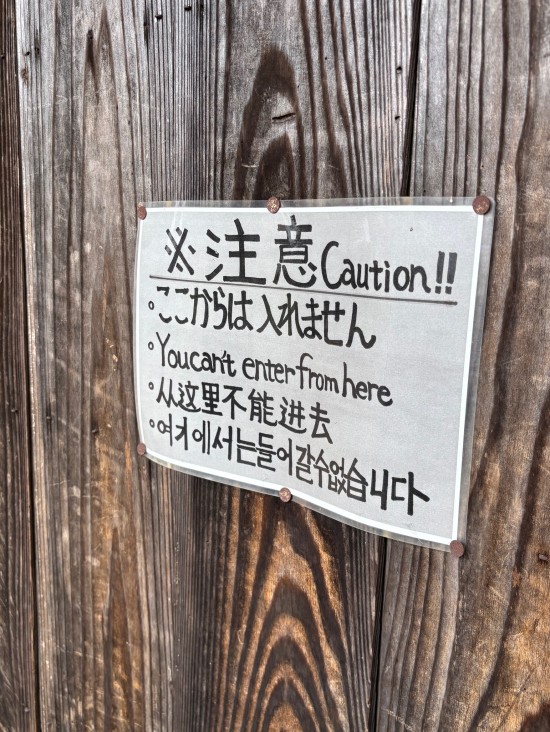 ※注意Caution!!
。ここからは入れません
。You can't enter from here
。从这里不能进去
。여기에서는들어갈수없습니다